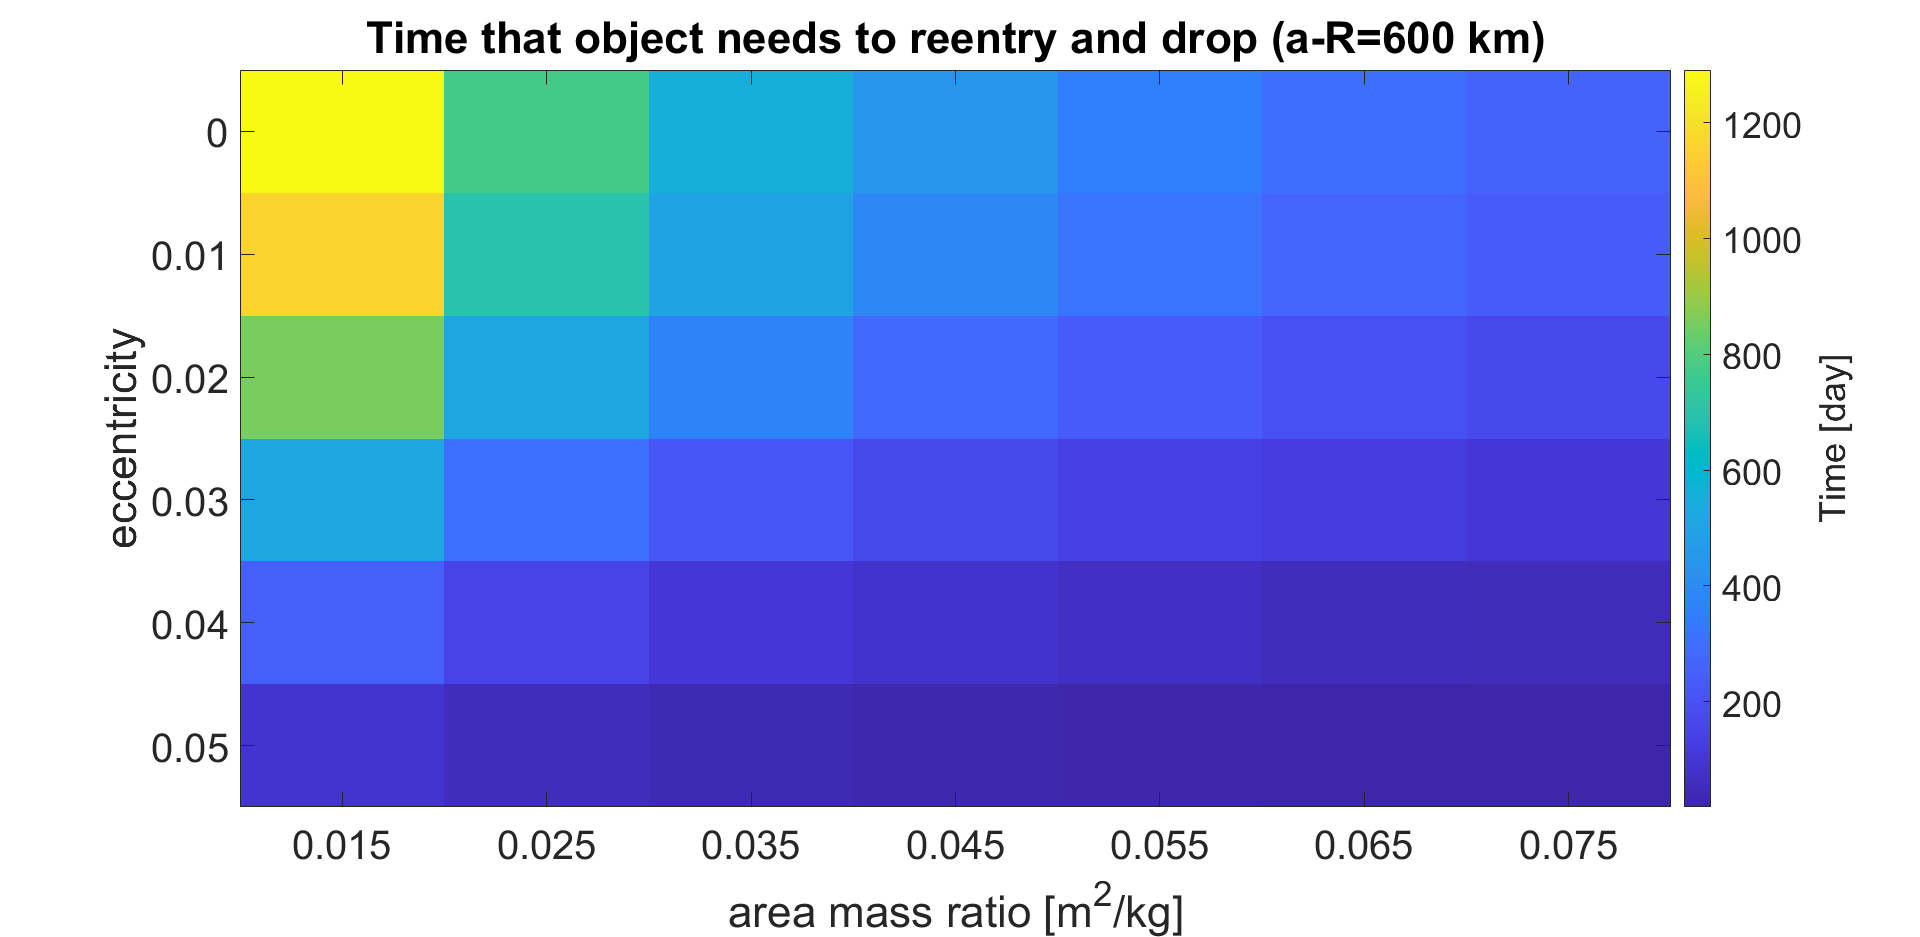 Time that object needs to reentry and drop (a-R=600 km)
0
0.01
0.02
0.03
0.04
0.05
eccentricity
0.015 0.025 0.035 0.045 0.055 0.065 0.075
area mass ratio [m²/kg]
1200
1000
800
600
400
200
Time [day]